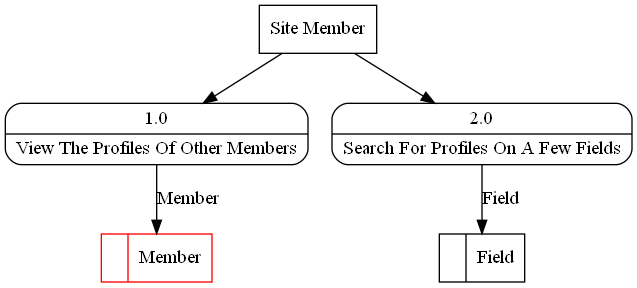 Site Member
1.0
View The Profiles Of Other Members
2.0
Search For Profiles On A Few Fields
Member
Field
Member
Field